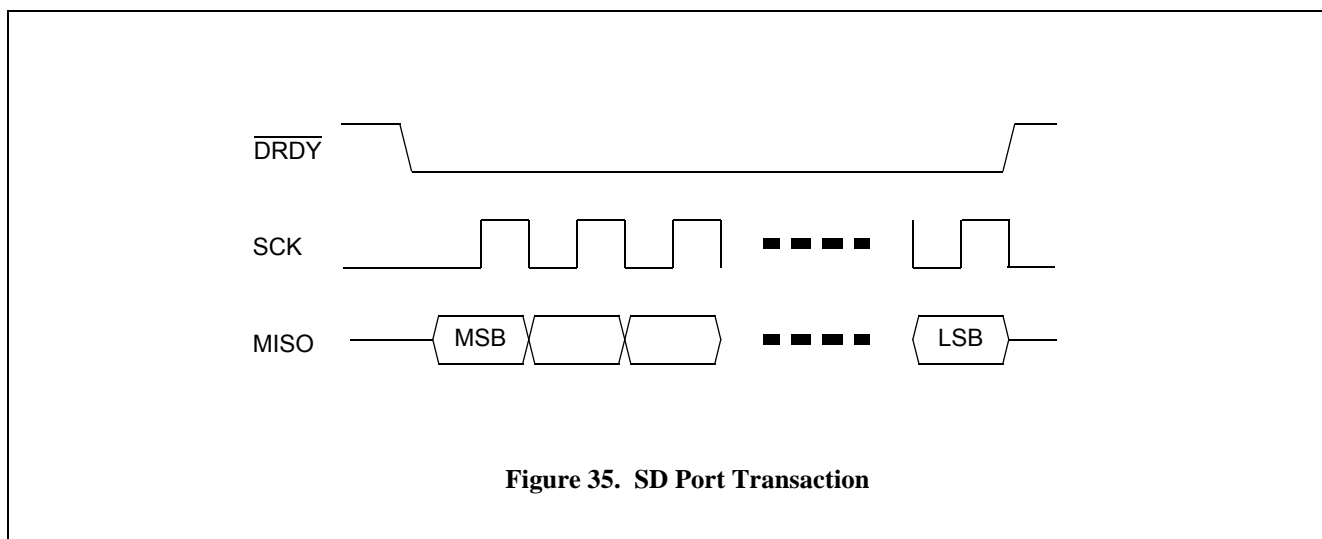 DRDY
SCK
MISO
MSB
LSB
Figure 35. SD Port Transaction